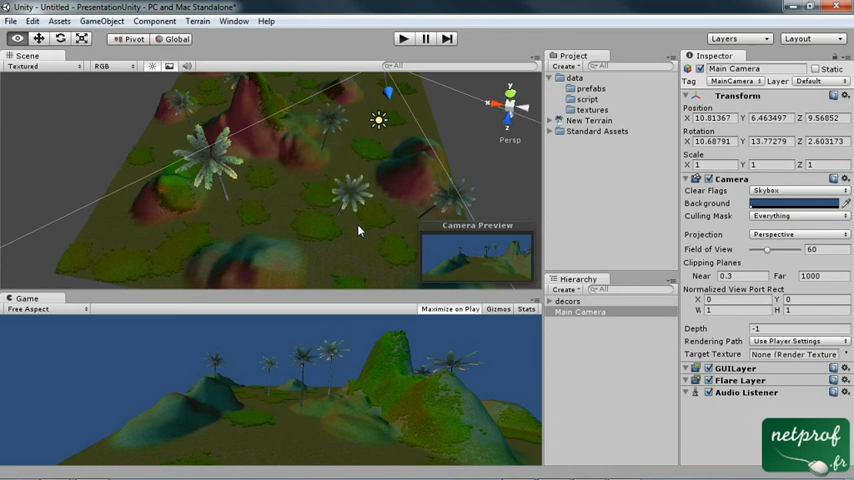 Unity - Untitled - PresentationUnity - PC and Mac Standalone*
File Edit Assets GameObject Component Terrain Window Help
Pivot Global Layers Layout
Scene
Textured RGB All
y
x
z
Persp
Camera Preview
Game
Free Aspect Maximize on Play Gizmos Stats
Project
Create All
data
prefabs
script
textures
New Terrain
Standard Assets
Hierarchy
Create All
decors
Main Camera
Inspector
Main Camera Static
Tag MainCamera Layer Default
Transform
Position
X 10.81367 Y 6.463497 Z 9.56852
Rotation
X 10.68791 Y 13.77279 Z 2.603173
Scale
X 1 Y 1 Z 1
Camera
Clear Flags Skybox
Background
Culling Mask Everything
Projection Perspective
Field of View 60
Clipping Planes
Near 0.3 Far 1000
Normalized View Port Rect
X 0 Y 0
W 1 H 1
Depth -1
Rendering Path Use Player Settings
Target Texture None (Render Texture
GUILayer
Flare Layer
Audio Listener
netprof
.fr